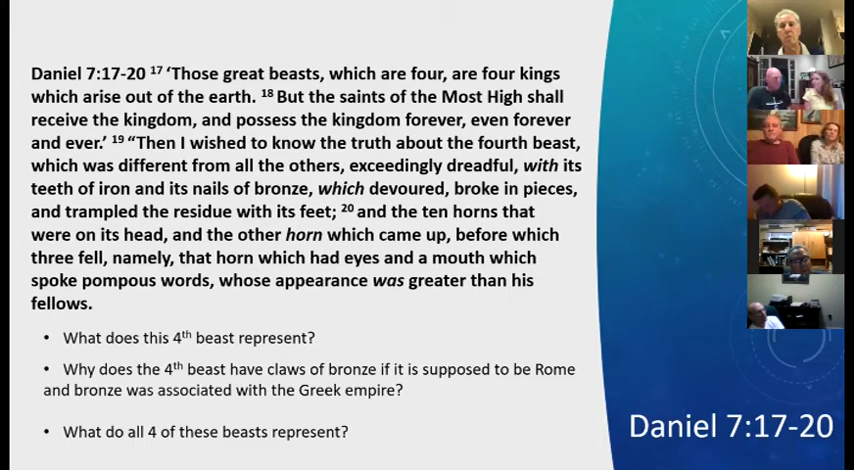 Daniel 7:17-20 17 ‘Those great beasts, which are four, are four kings
which arise out of the earth. 18 But the saints of the Most High shall
receive the kingdom, and possess the kingdom forever, even forever
and ever.’ 19 “Then I wished to know the truth about the fourth beast,
which was different from all the others, exceedingly dreadful, with its
teeth of iron and its nails of bronze, which devoured, broke in pieces,
and trampled the residue with its feet; 20 and the ten horns that
were on its head, and the other horn which came up, before which
three fell, namely, that horn which had eyes and a mouth which
spoke pompous words, whose appearance was greater than his
fellows.
• What does this 4th beast represent?
• Why does the 4th beast have claws of bronze if it is supposed to be Rome
and bronze was associated with the Greek empire?
• What do all 4 of these beasts represent?
Daniel 7:17-20